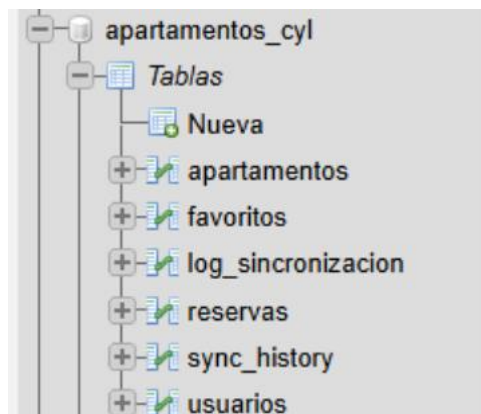 apartamentos_cyl
Tablas
Nueva
apartamentos
favoritos
log_sincronizacion
reservas
sync_history
usuarios